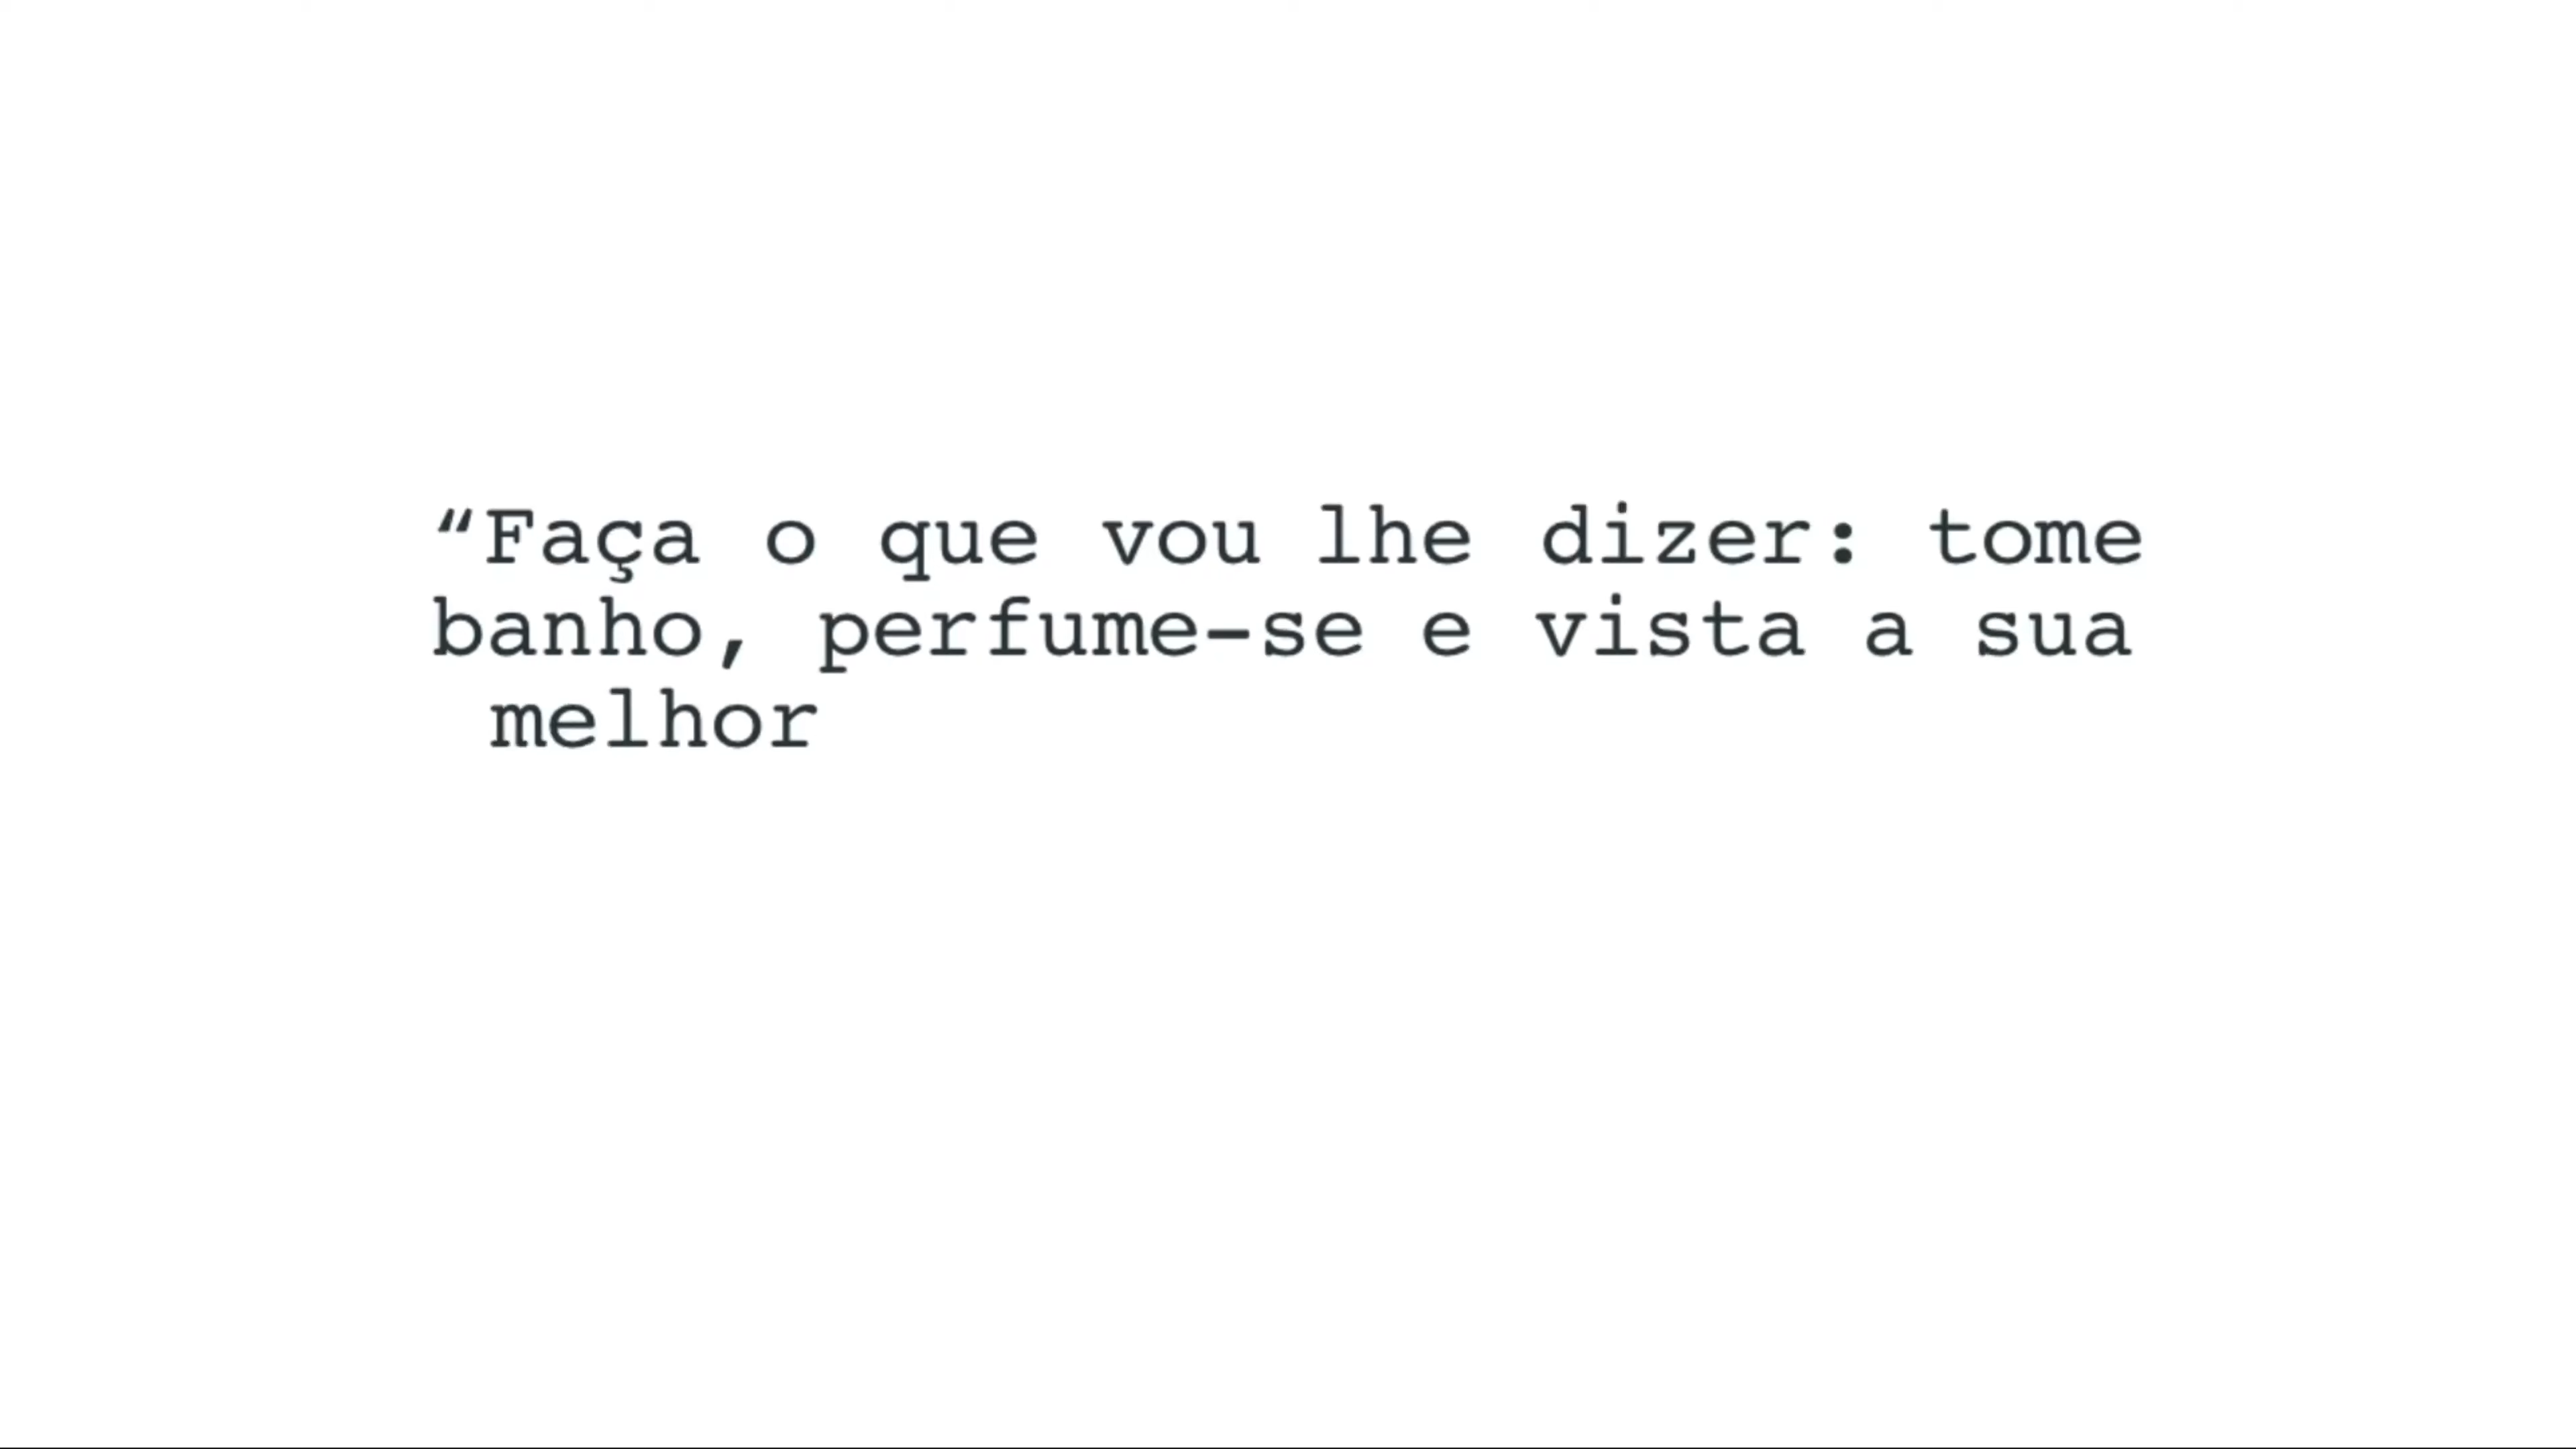 “Faça o que vou lhe dizer: tome
banho, perfume-se e vista a sua
melhor